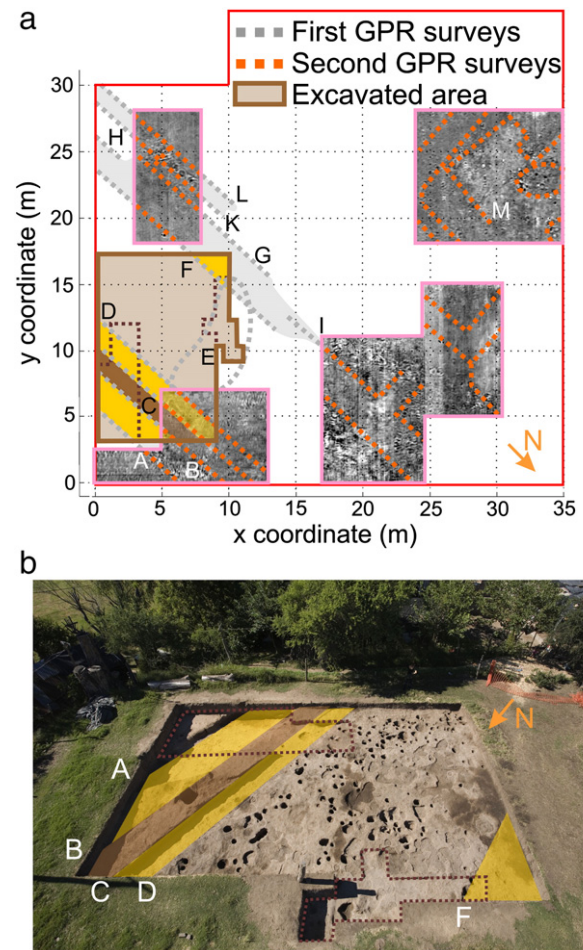 a
First GPR surveys
Second GPR surveys
Excavated area
30
25
20
15
10
5
0
y coordinate (m)
H
L
K
G
F
I
M
D
E
C
A
B
N
0 5 10 15 20 25 30 35
x coordinate (m)
b
N
A
B
C
D
F